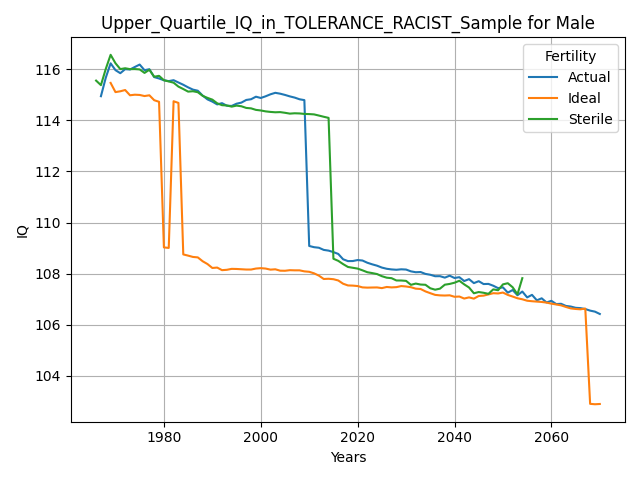 Upper_Quartile_IQ_in_TOLERANCE_RACIST_Sample for Male
Fertility
Actual
Ideal
Sterile
IQ
116
114
112
110
108
106
104
1980
2000
2020
2040
2060
Years